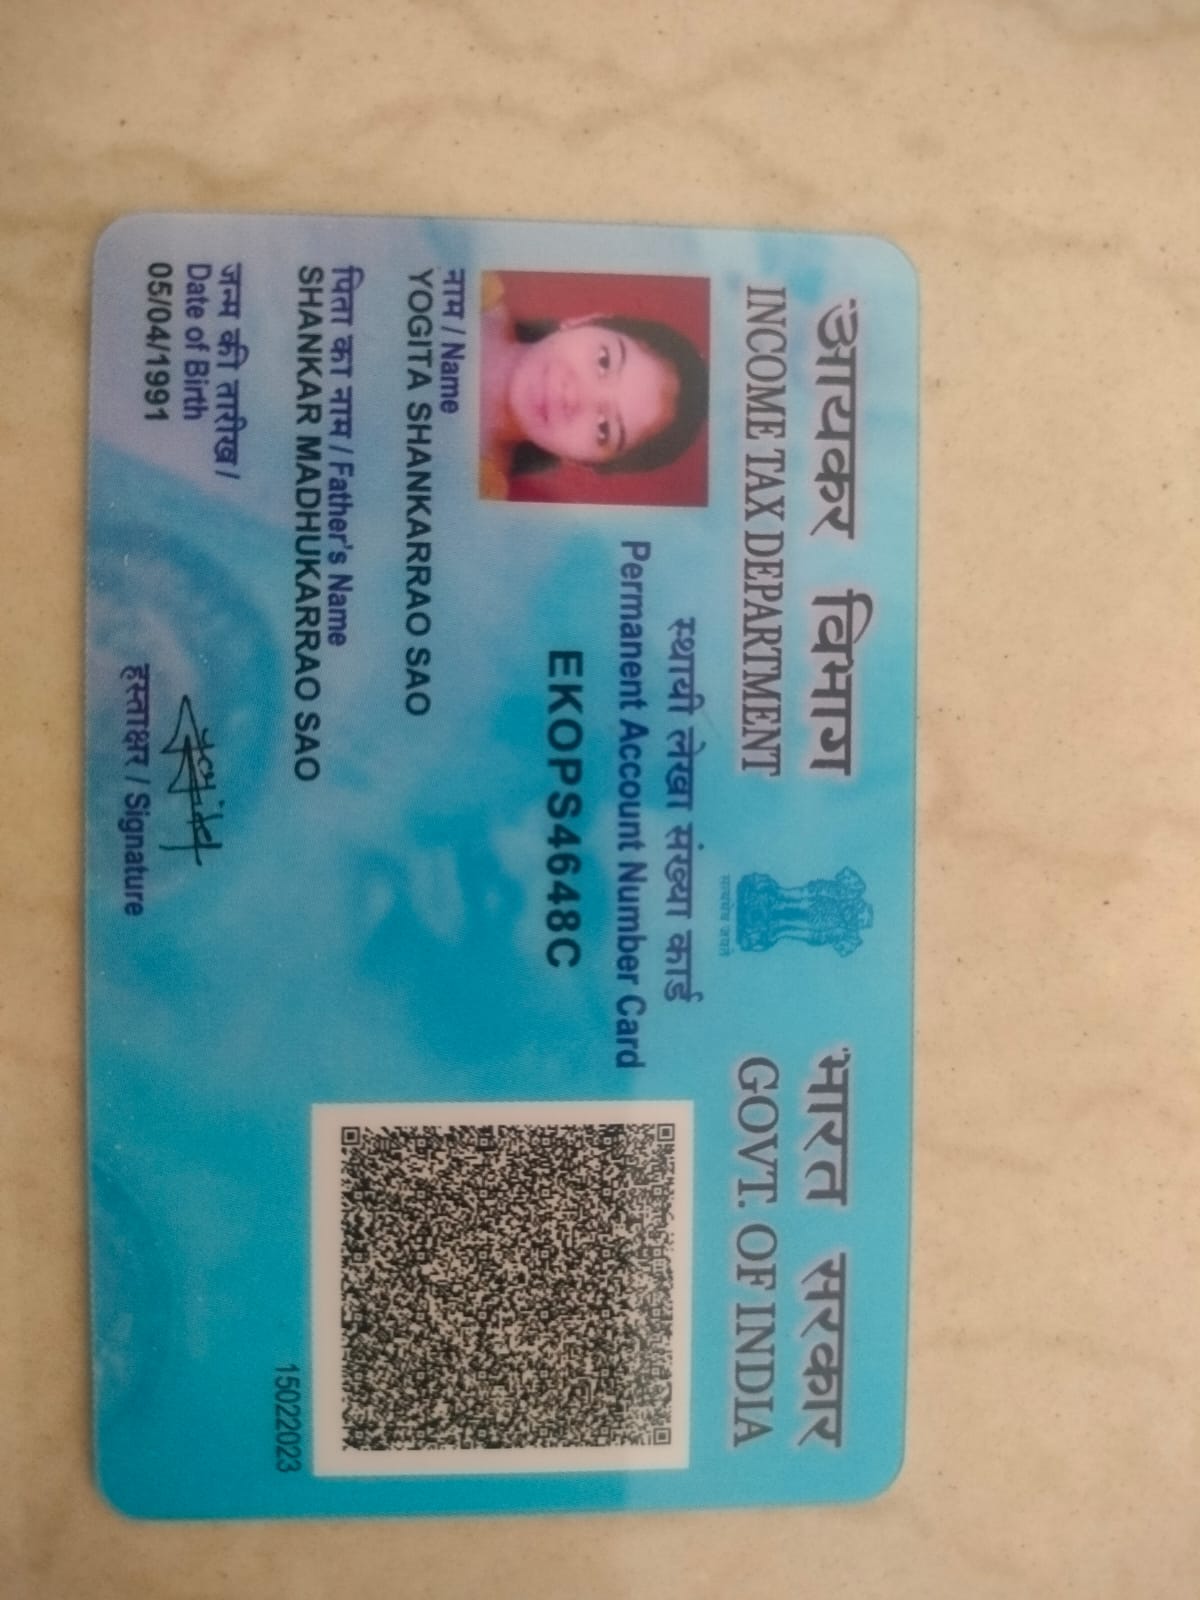 आयकर विभाग
INCOME TAX DEPARTMENT
सत्यमेव जयते
भारत सरकार
GOVT. OF INDIA
स्थायी लेखा संख्या कार्ड
Permanent Account Number Card
EKOPS4648C
नाम / Name
YOGITA SHANKARRAO SAO
पिता का नाम / Father's Name
SHANKAR MADHUKARRAO SAO
जन्म की तारीख /
Date of Birth
05/04/1991
हस्ताक्षर / Signature
15022023